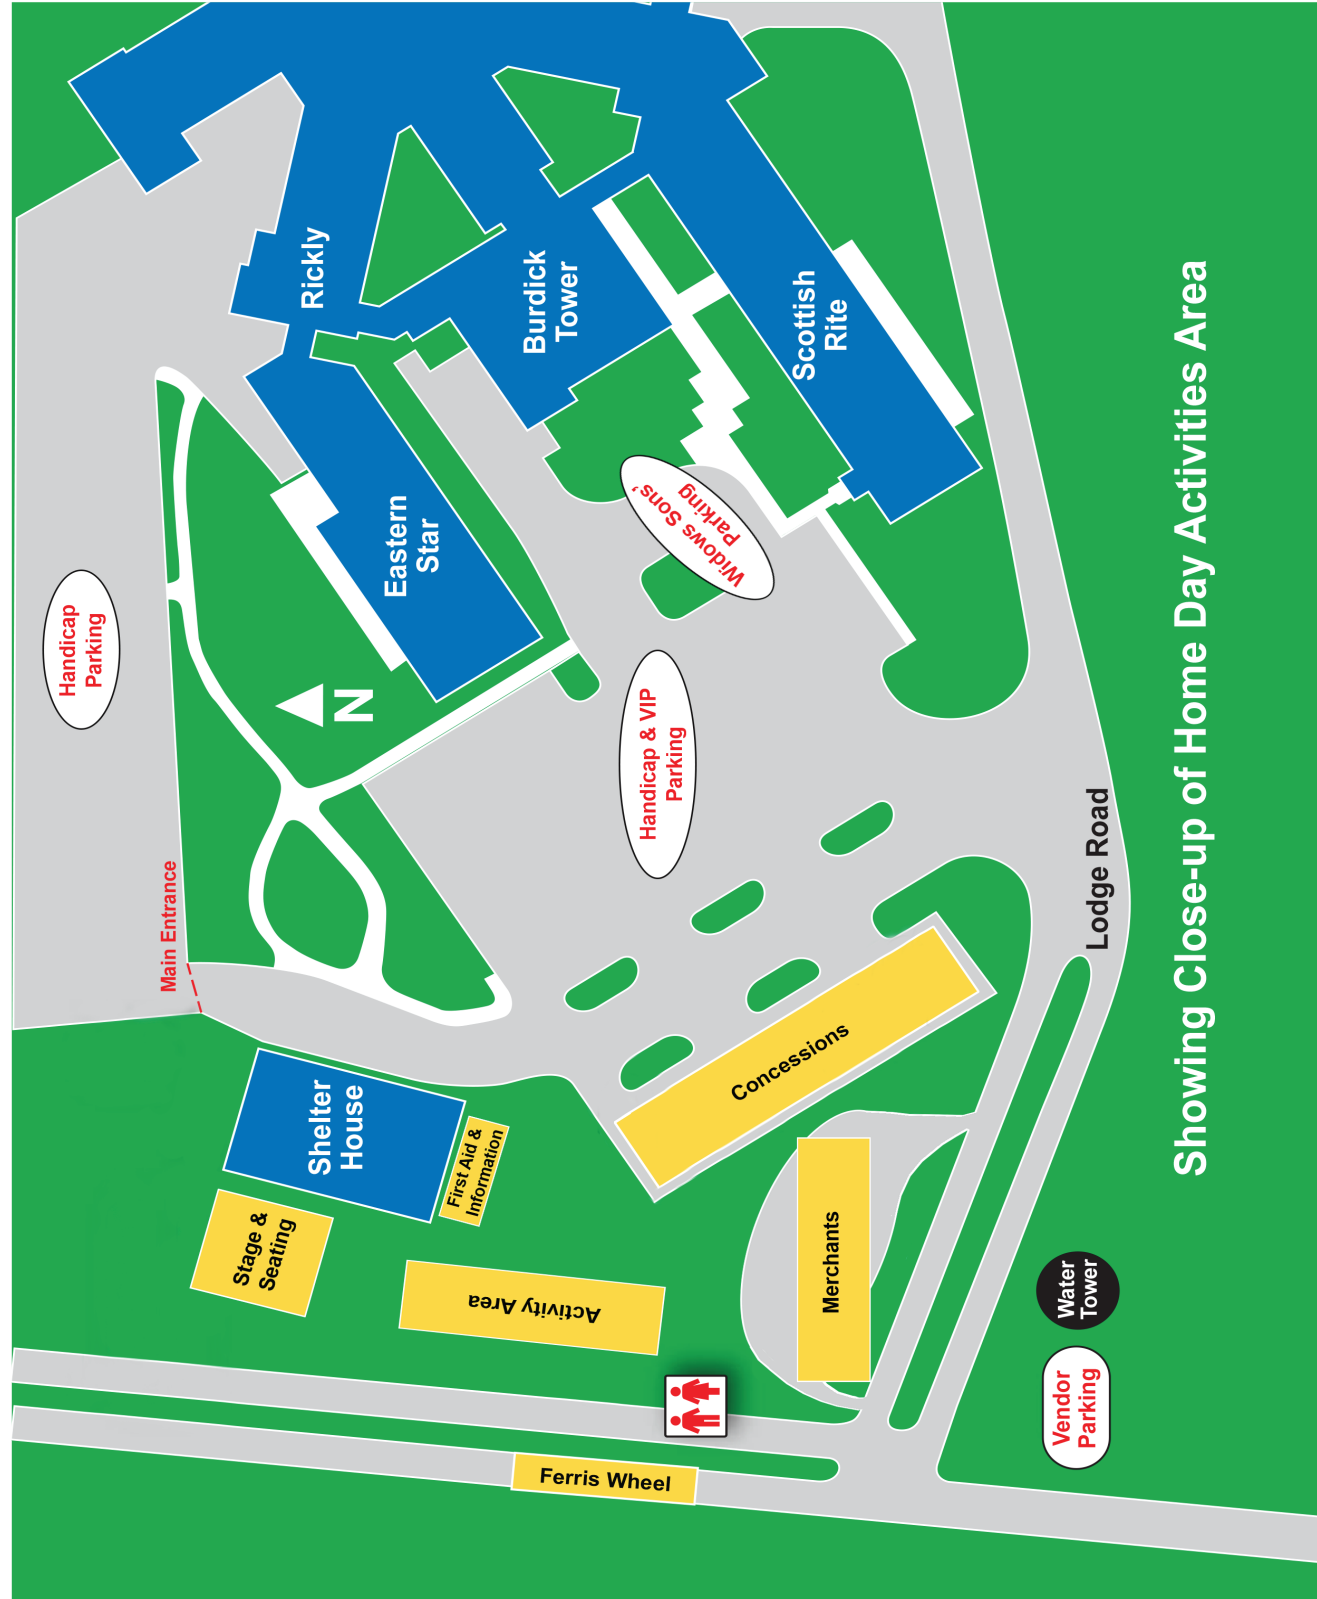 Handicap
Parking
Main Entrance
Rickly
Eastern
Star
N
Burdick
Tower
Scottish
Rite
Widows Sons’
Parking
Handicap & VIP
Parking
Shelter
House
Stage &
Seating
First Aid &
Information
Activity Area
Concessions
Merchants
Ferris Wheel
Lodge Road
Water
Tower
Vendor
Parking
Showing Close-up of Home Day Activities Area